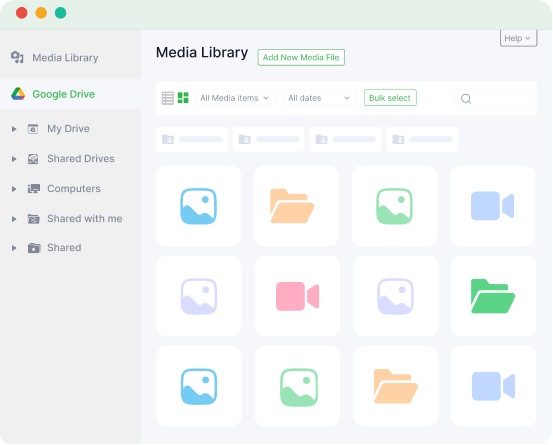 Help
Media Library
Add New Media File
Media Library
Google Drive
My Drive
Shared Drives
Computers
Shared with me
Shared
All Media items
All dates
Bulk select